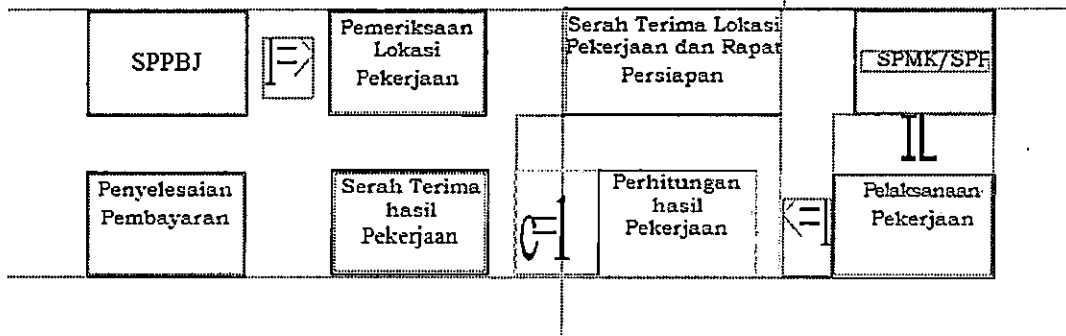 SPPBJ
Pemeriksaan
Lokasi
Pekerjaan
Serah Terima Lokasi
Pekerjaan dan Rapat
Persiapan
SPMK/SPP
Penyelesaian
Pembayaran
Serah Terima
hasil
Pekerjaan
Perhitungan
hasil
Pekerjaan
Pelaksanaan
Pekerjaan